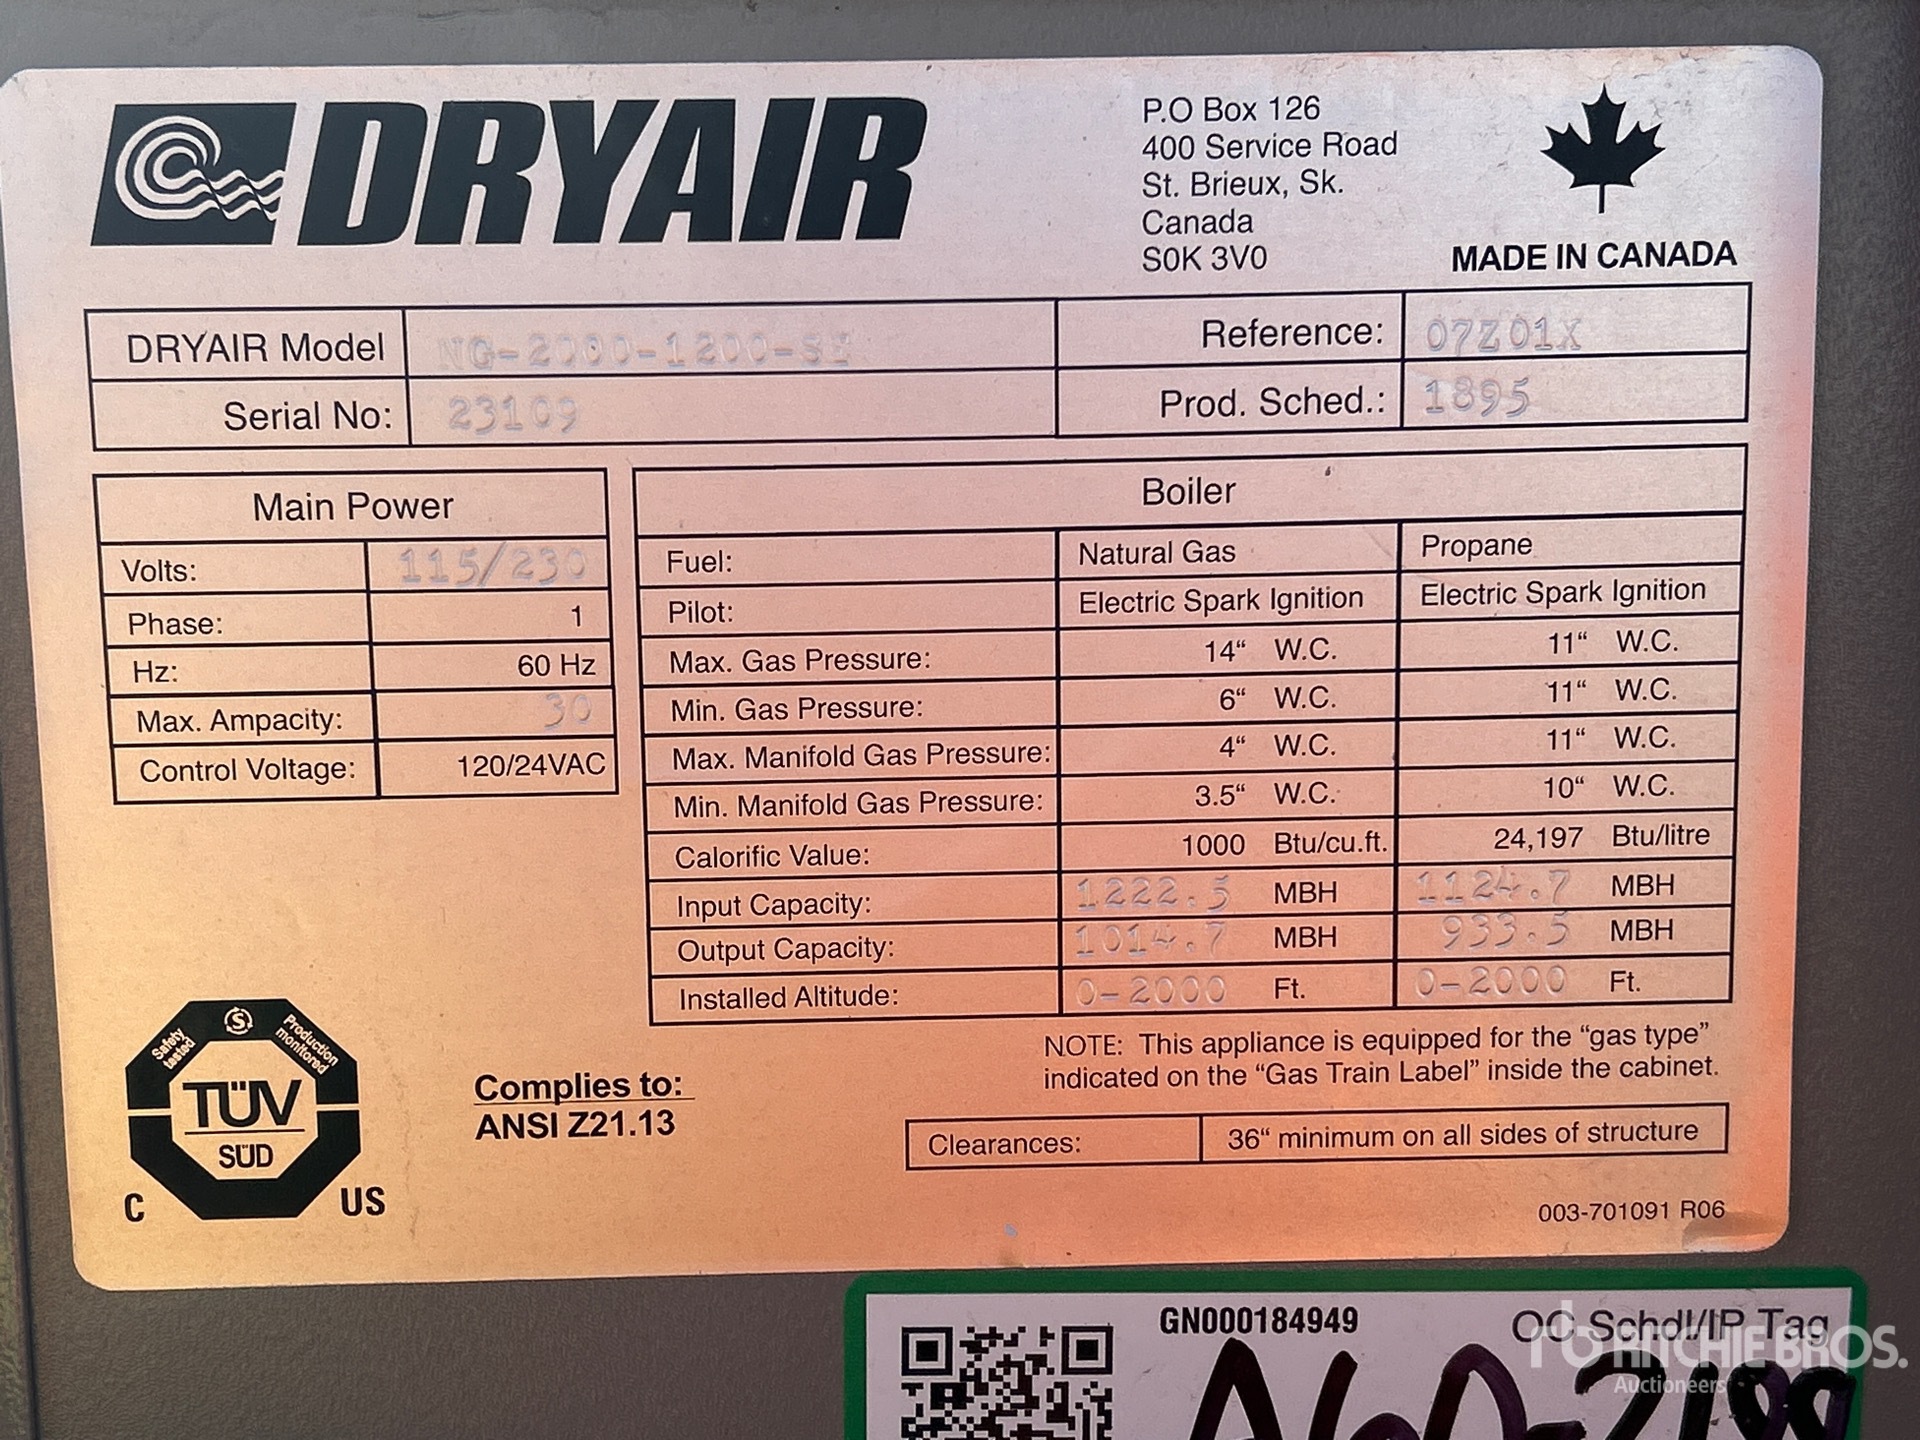 DRYAIR
P.O Box 126
400 Service Road
St. Brieux, Sk.
Canada
S0K 3V0
MADE IN CANADA
DRYAIR Model NG-2000-1200-
Reference: 07Z01X
Serial No: 23109
Prod. Sched.: 1895
Main Power
Volts: 115/230
Phase: 1
Hz: 60 Hz
Max. Ampacity: 30
Control Voltage: 120/24VAC
Boiler
Fuel: Natural Gas Propane
Pilot: Electric Spark Ignition Electric Spark Ignition
Max. Gas Pressure: 14“ W.C. 11“ W.C.
Min. Gas Pressure: 6“ W.C. 11“ W.C.
Max. Manifold Gas Pressure: 4“ W.C. 11“ W.C.
Min. Manifold Gas Pressure: 3.5“ W.C. 10“ W.C.
Calorific Value: 1000 Btu/cu.ft. 24,197 Btu/litre
Input Capacity: 1222.5 MBH 1124.7 MBH
Output Capacity: 1014.7 MBH 933.5 MBH
Installed Altitude: 0-2000 Ft. 0-2000 Ft.
NOTE: This appliance is equipped for the “gas type”
indicated on the “Gas Train Label” inside the cabinet.
Clearances: 36“ minimum on all sides of structure
003-701091 R06
Safety tested
S
Production monitored
TÜV
SÜD
C US
Complies to:
ANSI Z21.13
GN000184949
OC Schdl/IP Tag
A60-2199
rb RITCHIE BROS.
Auctioneers